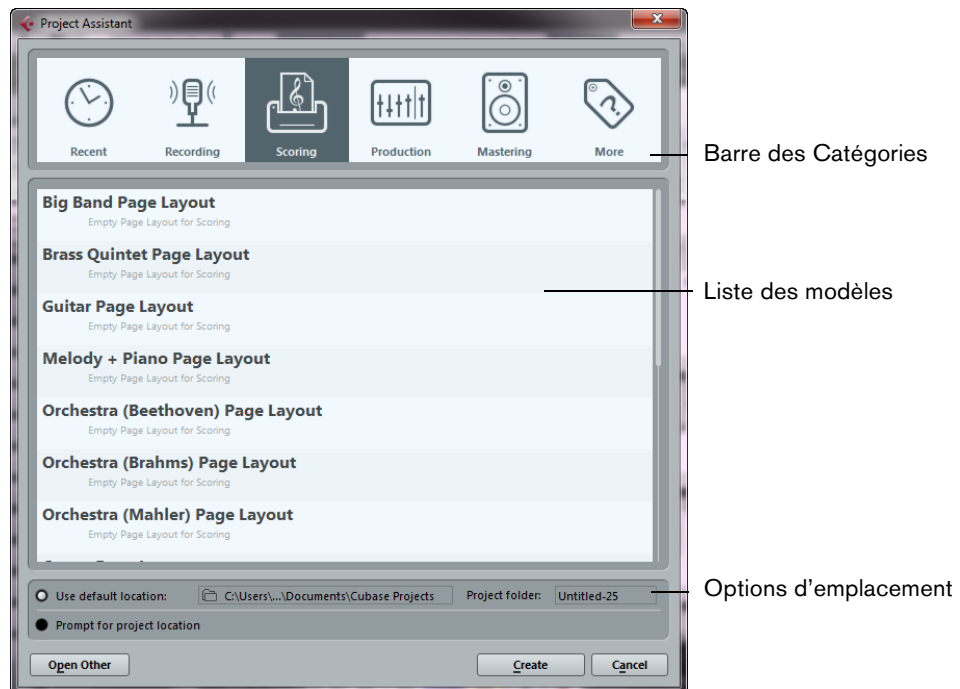 Project Assistant
Recent Recording Scoring Production Mastering More
Barre des Catégories
Big Band Page Layout
Empty Page Layout for Scoring
Brass Quintet Page Layout
Empty Page Layout for Scoring
Liste des modèles
Guitar Page Layout
Empty Page Layout for Scoring
Melody + Piano Page Layout
Empty Page Layout for Scoring
Orchestra (Beethoven) Page Layout
Empty Page Layout for Scoring
Orchestra (Brahms) Page Layout
Empty Page Layout for Scoring
Orchestra (Mahler) Page Layout
Empty Page Layout for Scoring
Use default location: C:\Users\...\Documents\Cubase Projects Project folder: Untitled-25
Options d'emplacement
Prompt for project location
Open Other Create Cancel